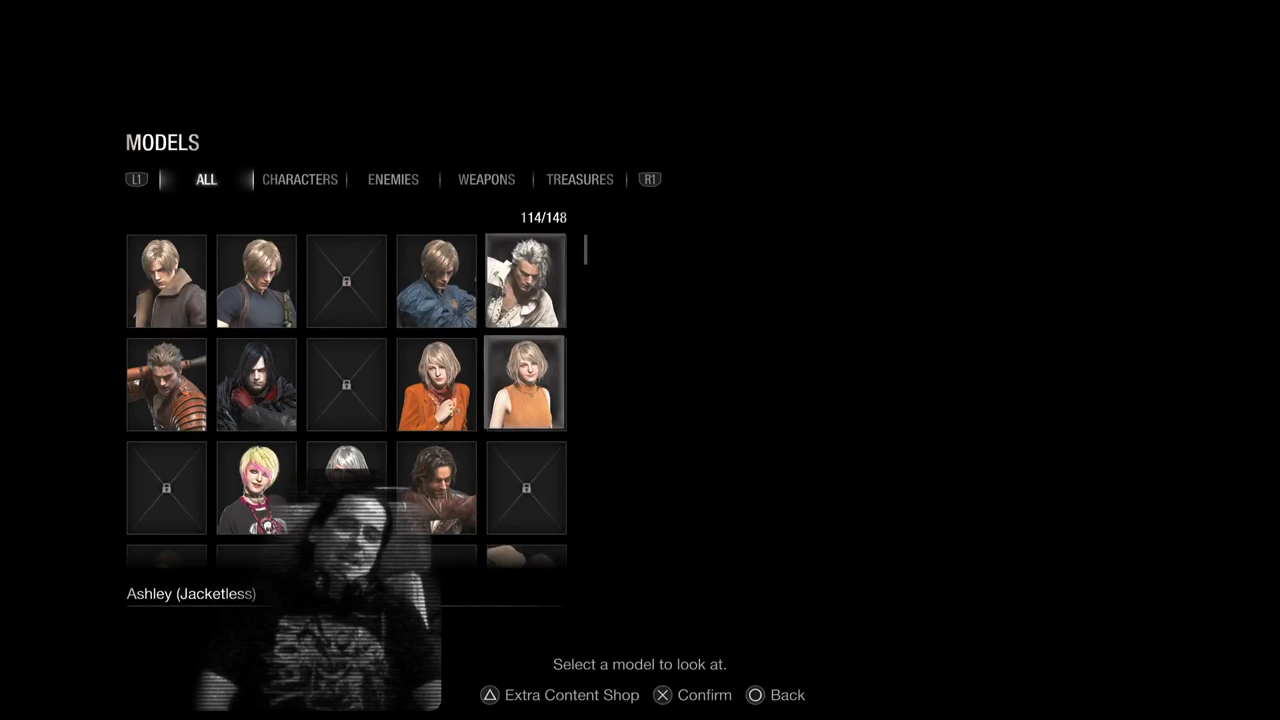 MODELS
L1 ALL CHARACTERS ENEMIES WEAPONS TREASURES R1
114/148
Ashley (Jacketless)
Select a model to look at.
Extra Content Shop Confirm Back